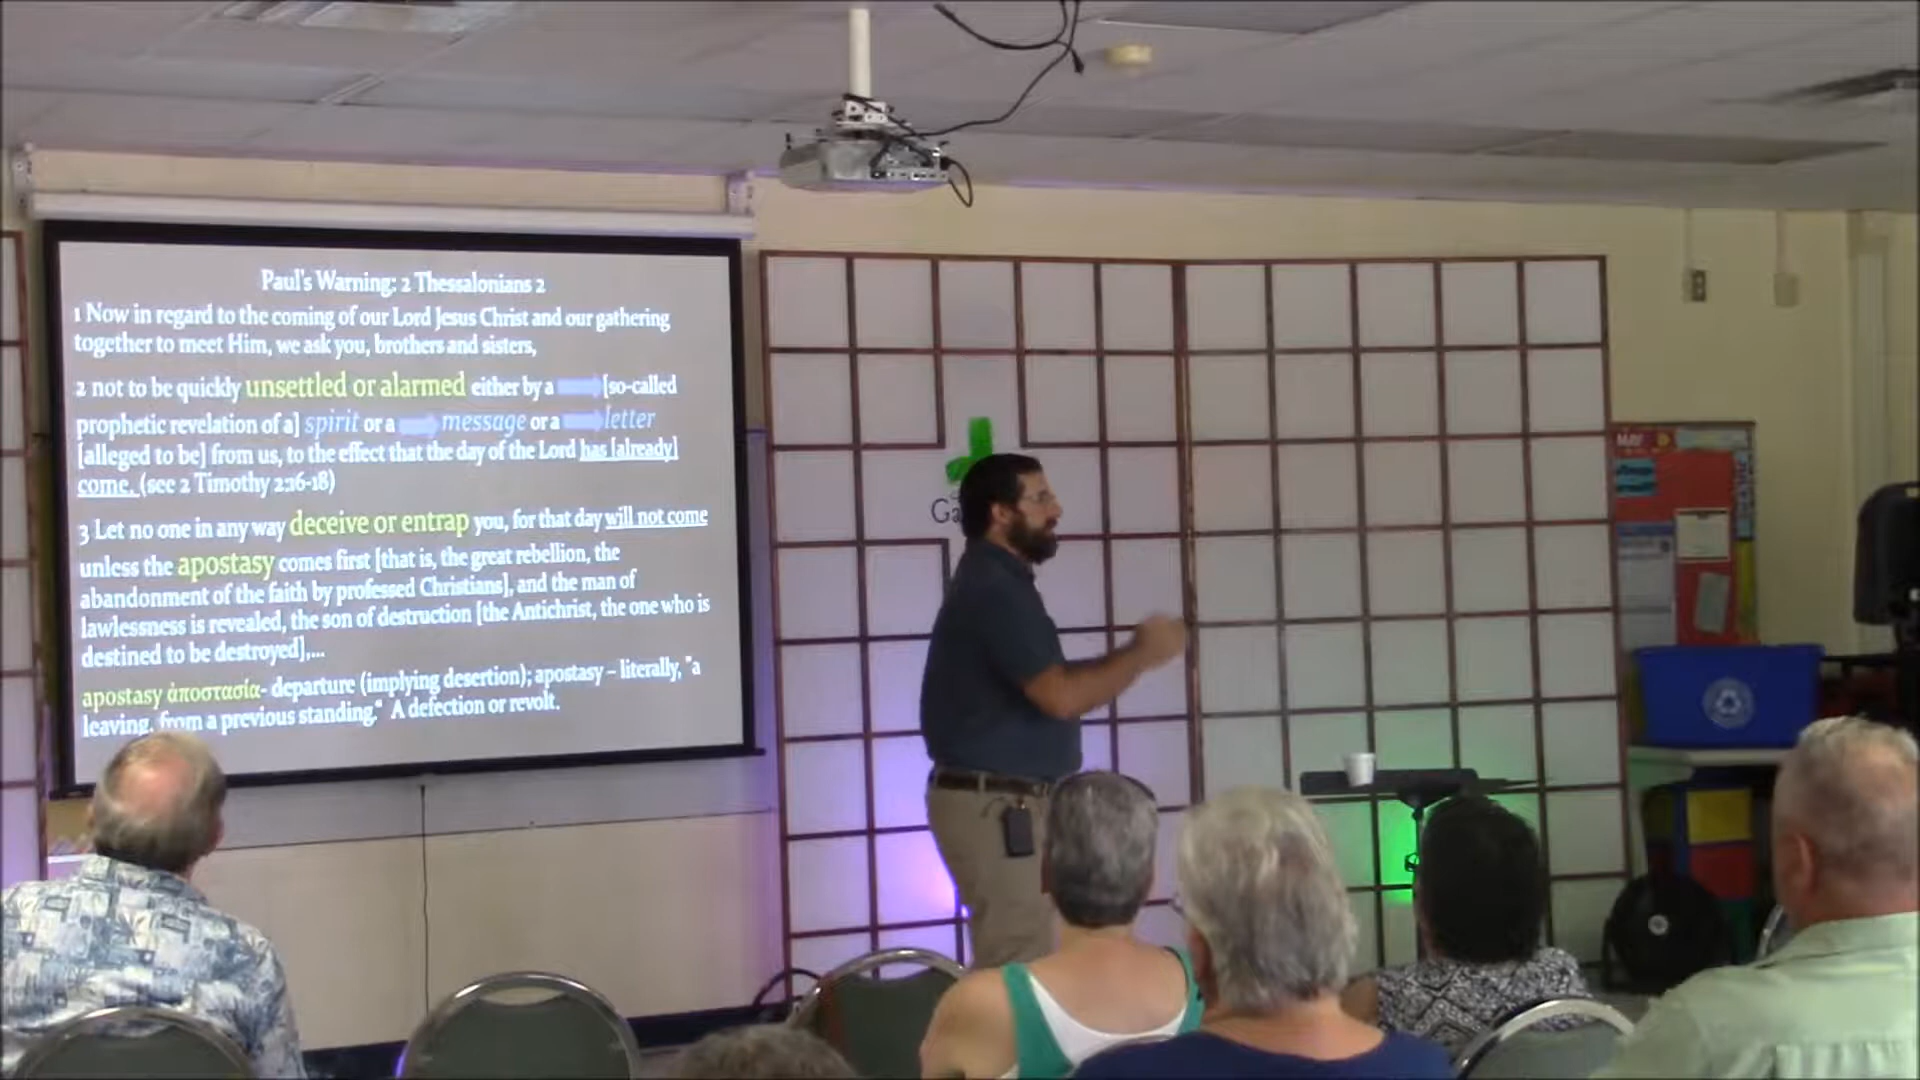 Paul's Warning: 2 Thessalonians 2
1 Now in regard to the coming of our Lord Jesus Christ and our gathering
together to meet Him, we ask you, brothers and sisters,
2 not to be quickly unsettled or alarmed either by a [so-called
prophetic revelation of a] spirit or a message or a letter
[alleged to be] from us, to the effect that the day of the Lord has [already]
come. (see 2 Timothy 2:16-18)
3 Let no one in any way deceive or entrap you, for that day will not come
unless the apostasy comes first [that is, the great rebellion, the
abandonment of the faith by professed Christians], and the man of
lawlessness is revealed, the son of destruction [the Antichrist, the one who is
destined to be destroyed],...
apostasy ἀποστασία- departure (implying desertion); apostasy – literally, "a
leaving, from a previous standing." A defection or revolt.
MAY